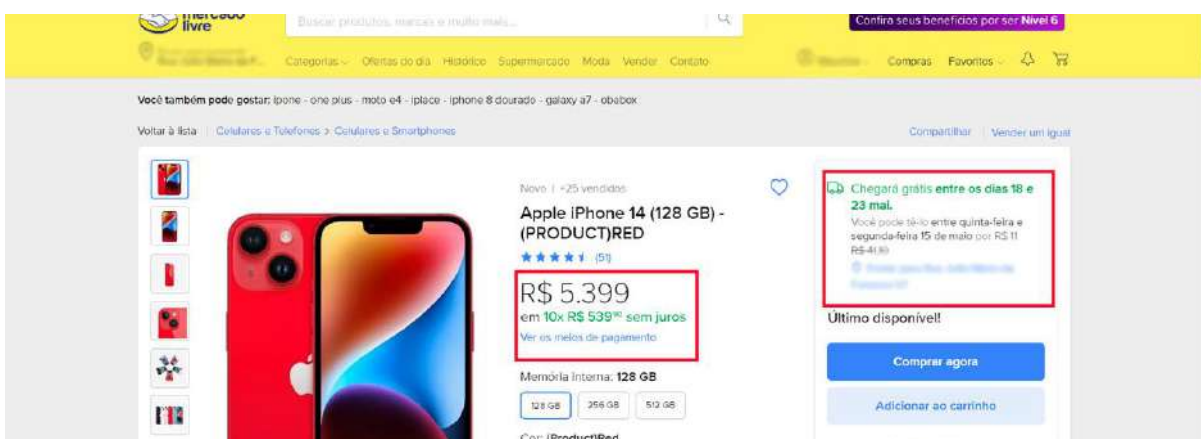 mercado
livre
Buscar produtos, marcas e muito mais...
Confira seus benefícios por ser Nível 6
Categorias
Ofertas do dia
Histórico
Supermercado
Moda
Vender
Contato
Compras
Favoritos
Você também pode gostar: ipone - one plus - moto e4 - iplace - iphone 8 dourado - galaxy a7 - obabox
Voltar à lista | Celulares e Telefones > Celulares e Smartphones
Compartilhar | Vender um igual
Novo | +25 vendidos
Apple iPhone 14 (128 GB) -
(PRODUCT)RED
(51)
R$ 5.399
em 10x R$ 539⁹⁰ sem juros
Ver os meios de pagamento
Memória interna: 128 GB
128 GB
256 GB
512 GB
Cor: (Product)Red
Chegará grátis entre os dias 18 e
23 mai.
Você pode tê-lo entre quinta-feira e
segunda-feira 15 de maio por R$ 11
Último disponível!
Comprar agora
Adicionar ao carrinho